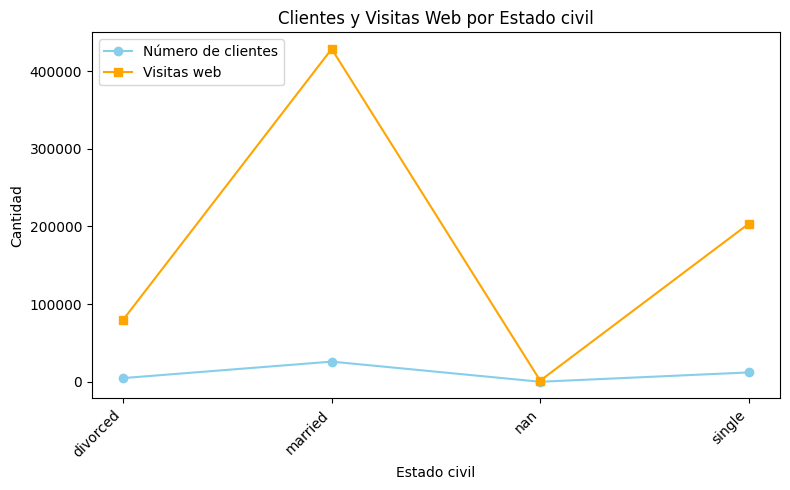 Clientes y Visitas Web por Estado civil
Número de clientes
Visitas web
400000
300000
200000
100000
0
Cantidad
divorced
married
nan
single
Estado civil